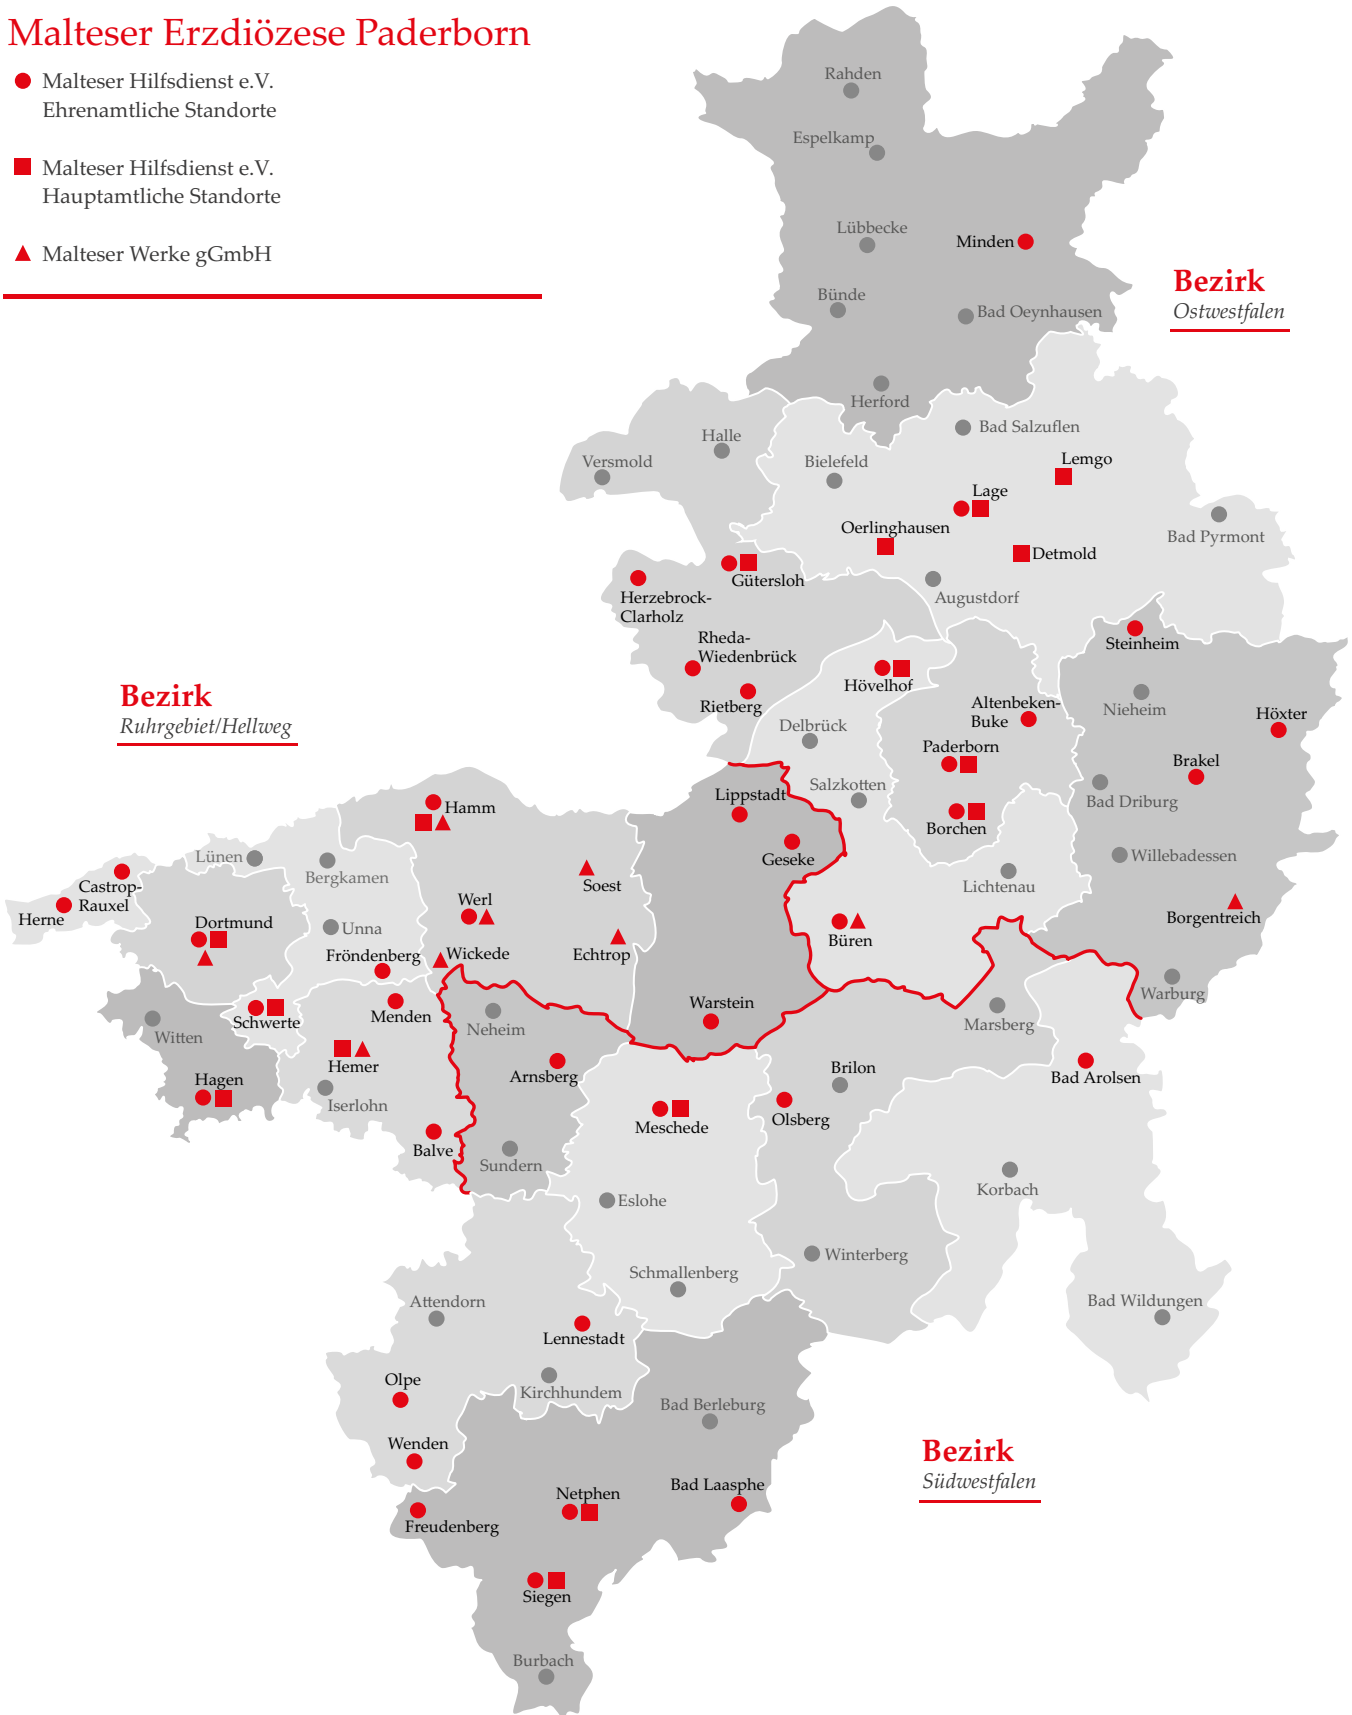 Malteser Erzdiözese Paderborn
Malteser Hilfsdienst e.V.
Ehrenamtliche Standorte
Malteser Hilfsdienst e.V.
Hauptamtliche Standorte
Malteser Werke gGmbH
Rahden
Espelkamp
Lübbecke
Minden
Bünde
Bad Oeynhausen
Herford
Bezirk
Ostwestfalen
Halle
Versmold
Bielefeld
Bad Salzuflen
Lemgo
Lage
Oerlinghausen
Detmold
Bad Pyrmont
Augustdorf
Gütersloh
Herzebrock-
Clarholz
Rheda-
Wiedenbrück
Rietberg
Steinheim
Hövelhof
Delbrück
Altenbeken-
Buke
Nieheim
Höxter
Paderborn
Brakel
Bad Driburg
Salzkotten
Borchen
Willebadessen
Lichtenau
Borgentreich
Büren
Warburg
Bezirk
Ruhrgebiet/Hellweg
Hamm
Lippstadt
Geseke
Lünen
Bergkamen
Castrop-
Rauxel
Herne
Soest
Werl
Dortmund
Unna
Fröndenberg
Wickede
Echtrop
Warstein
Schwerte
Menden
Witten
Hemer
Hagen
Iserlohn
Balve
Neheim
Arnsberg
Sundern
Marsberg
Bad Arolsen
Brilon
Olsberg
Meschede
Eslohe
Korbach
Winterberg
Schmallenberg
Bad Wildungen
Attendorn
Lennestadt
Kirchhundem
Olpe
Wenden
Bad Berleburg
Bezirk
Südwestfalen
Bad Laasphe
Netphen
Freudenberg
Siegen
Burbach